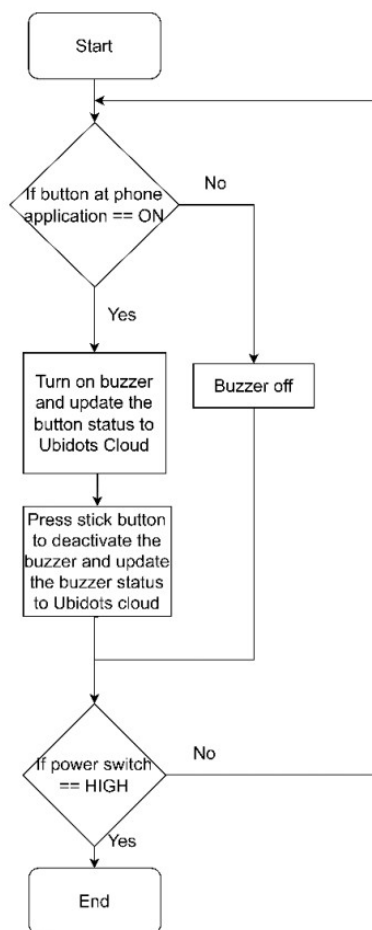 Start
If button at phone
application == ON
No
Yes
Turn on buzzer
and update the
button status to
Ubidots Cloud
Buzzer off
Press stick button
to deactivate the
buzzer and update
the buzzer status
to Ubidots cloud
If power switch
== HIGH
No
Yes
End